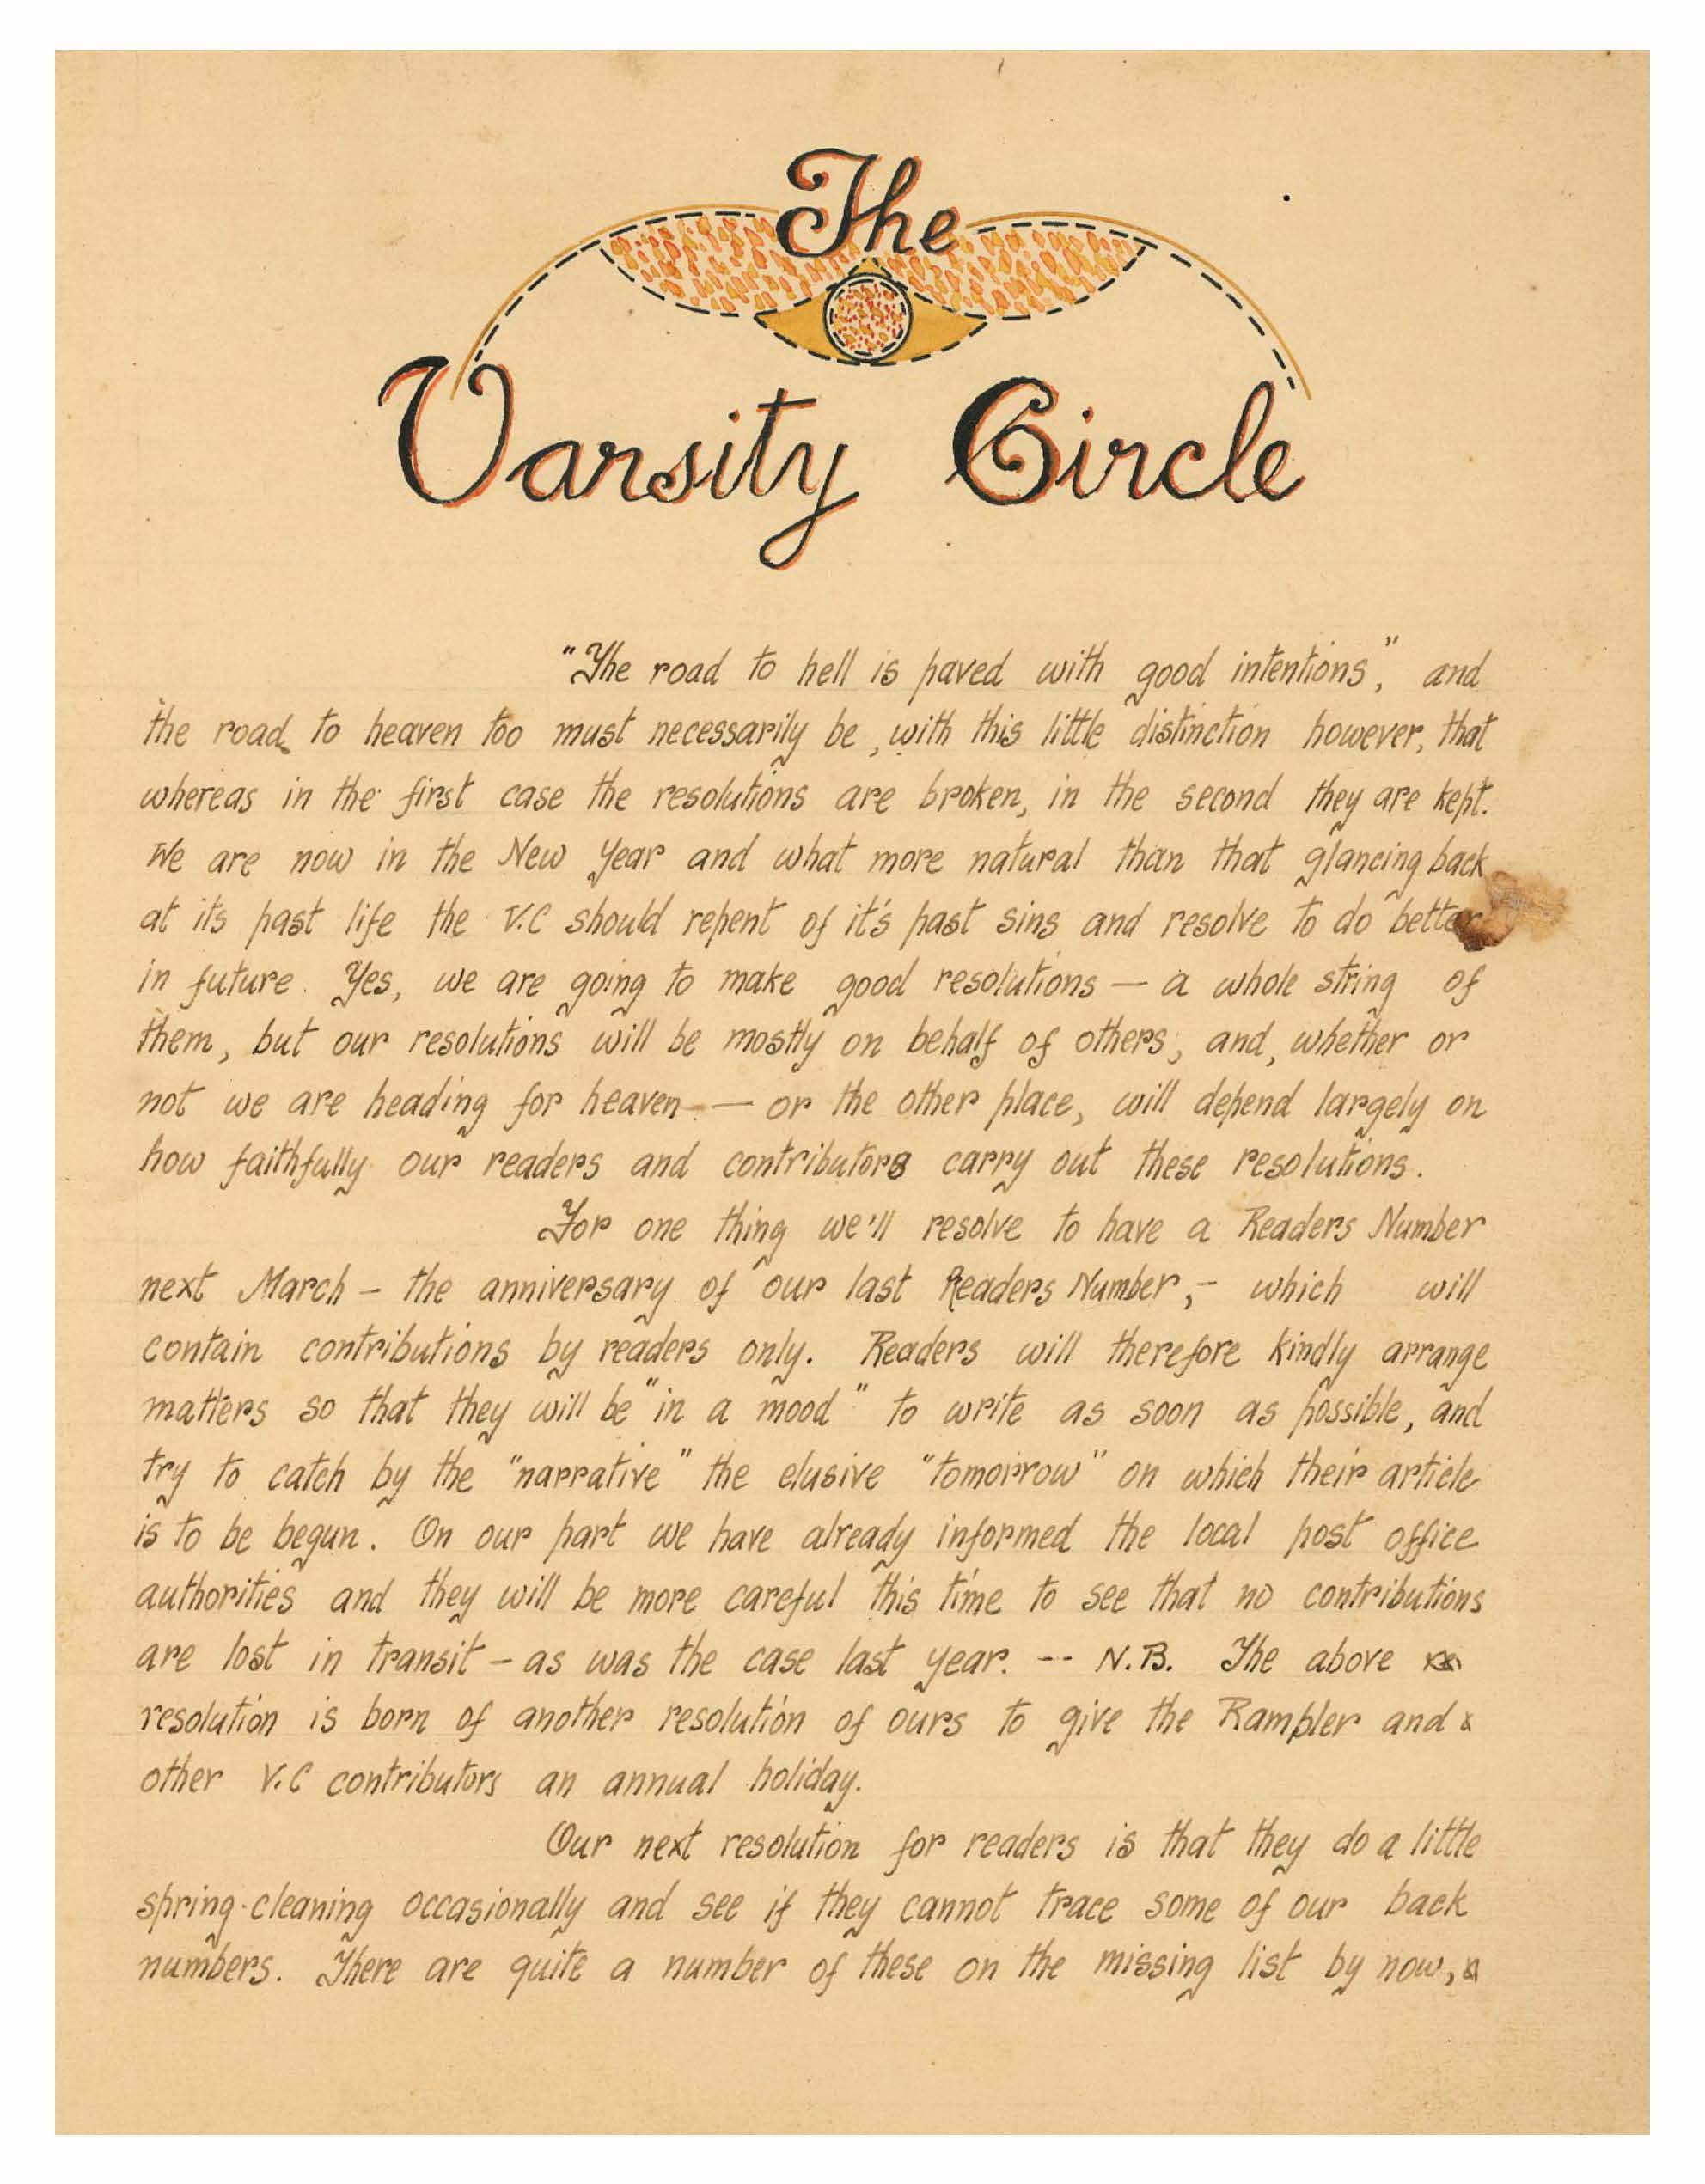 The
Varsity Circle
"The road to hell is paved with good intentions", and
the road to heaven too must necessarily be, with this little distinction however, that
whereas in the first case the resolutions are broken, in the second they are kept.
We are now in the New Year and what more natural than that glancing back
at its past life the V.C should repent of it's past sins and resolve to do better
in future. Yes, we are going to make good resolutions — a whole string of
them, but our resolutions will be mostly on behalf of others; and, whether or
not we are heading for heaven — or the other place, will depend largely on
how faithfully our readers and contributors carry out these resolutions.
For one thing we'll resolve to have a Readers Number
next March - the anniversary of our last Readers Number,- which will
contain contributions by readers only. Readers will therefore kindly arrange
matters so that they will be "in a mood" to write as soon as possible, and
try to catch by the "narrative" the elusive "tomorrow" on which their article
is to be begun. On our part we have already informed the local post office
authorities and they will be more careful this time to see that no contributions
are lost in transit - as was the case last year. -- N.B. The above
resolution is born of another resolution of ours to give the Rambler and
other V.C contributors an annual holiday.
Our next resolution for readers is that they do a little
spring-cleaning occasionally and see if they cannot trace some of our back
numbers. There are quite a number of these on the missing list by now,